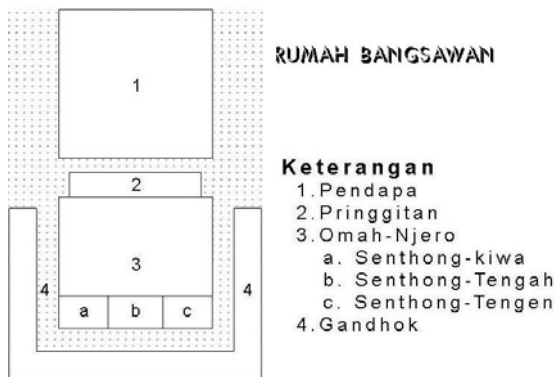 1
RUMAH BANGSAWAN
2
3
4
4
a
b
c
Keterangan
1.Pendapa
2.Pringgitan
3.Omah-Njero
a. Senthong-kiwa
b. Senthong-Tengah
c. Senthong-Tengen
4.Gandhok